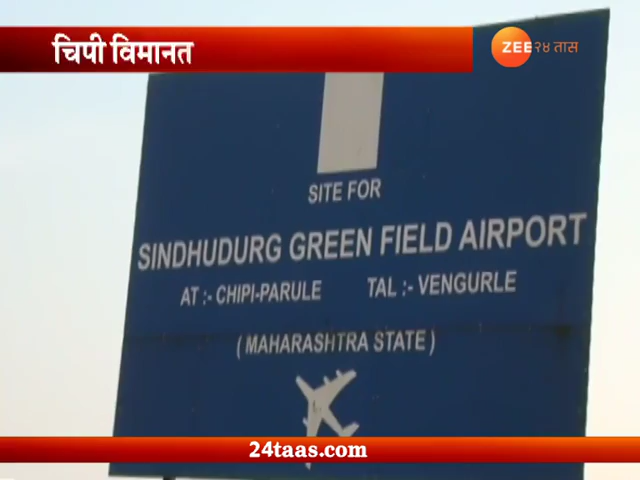 चिपी विमानत
ZEE २४ तास
SITE FOR
SINDHUDURG GREEN FIELD AIRPORT
AT :- CHIPI-PARULE TAL :- VENGURLE
( MAHARASHTRA STATE )
24taas.com